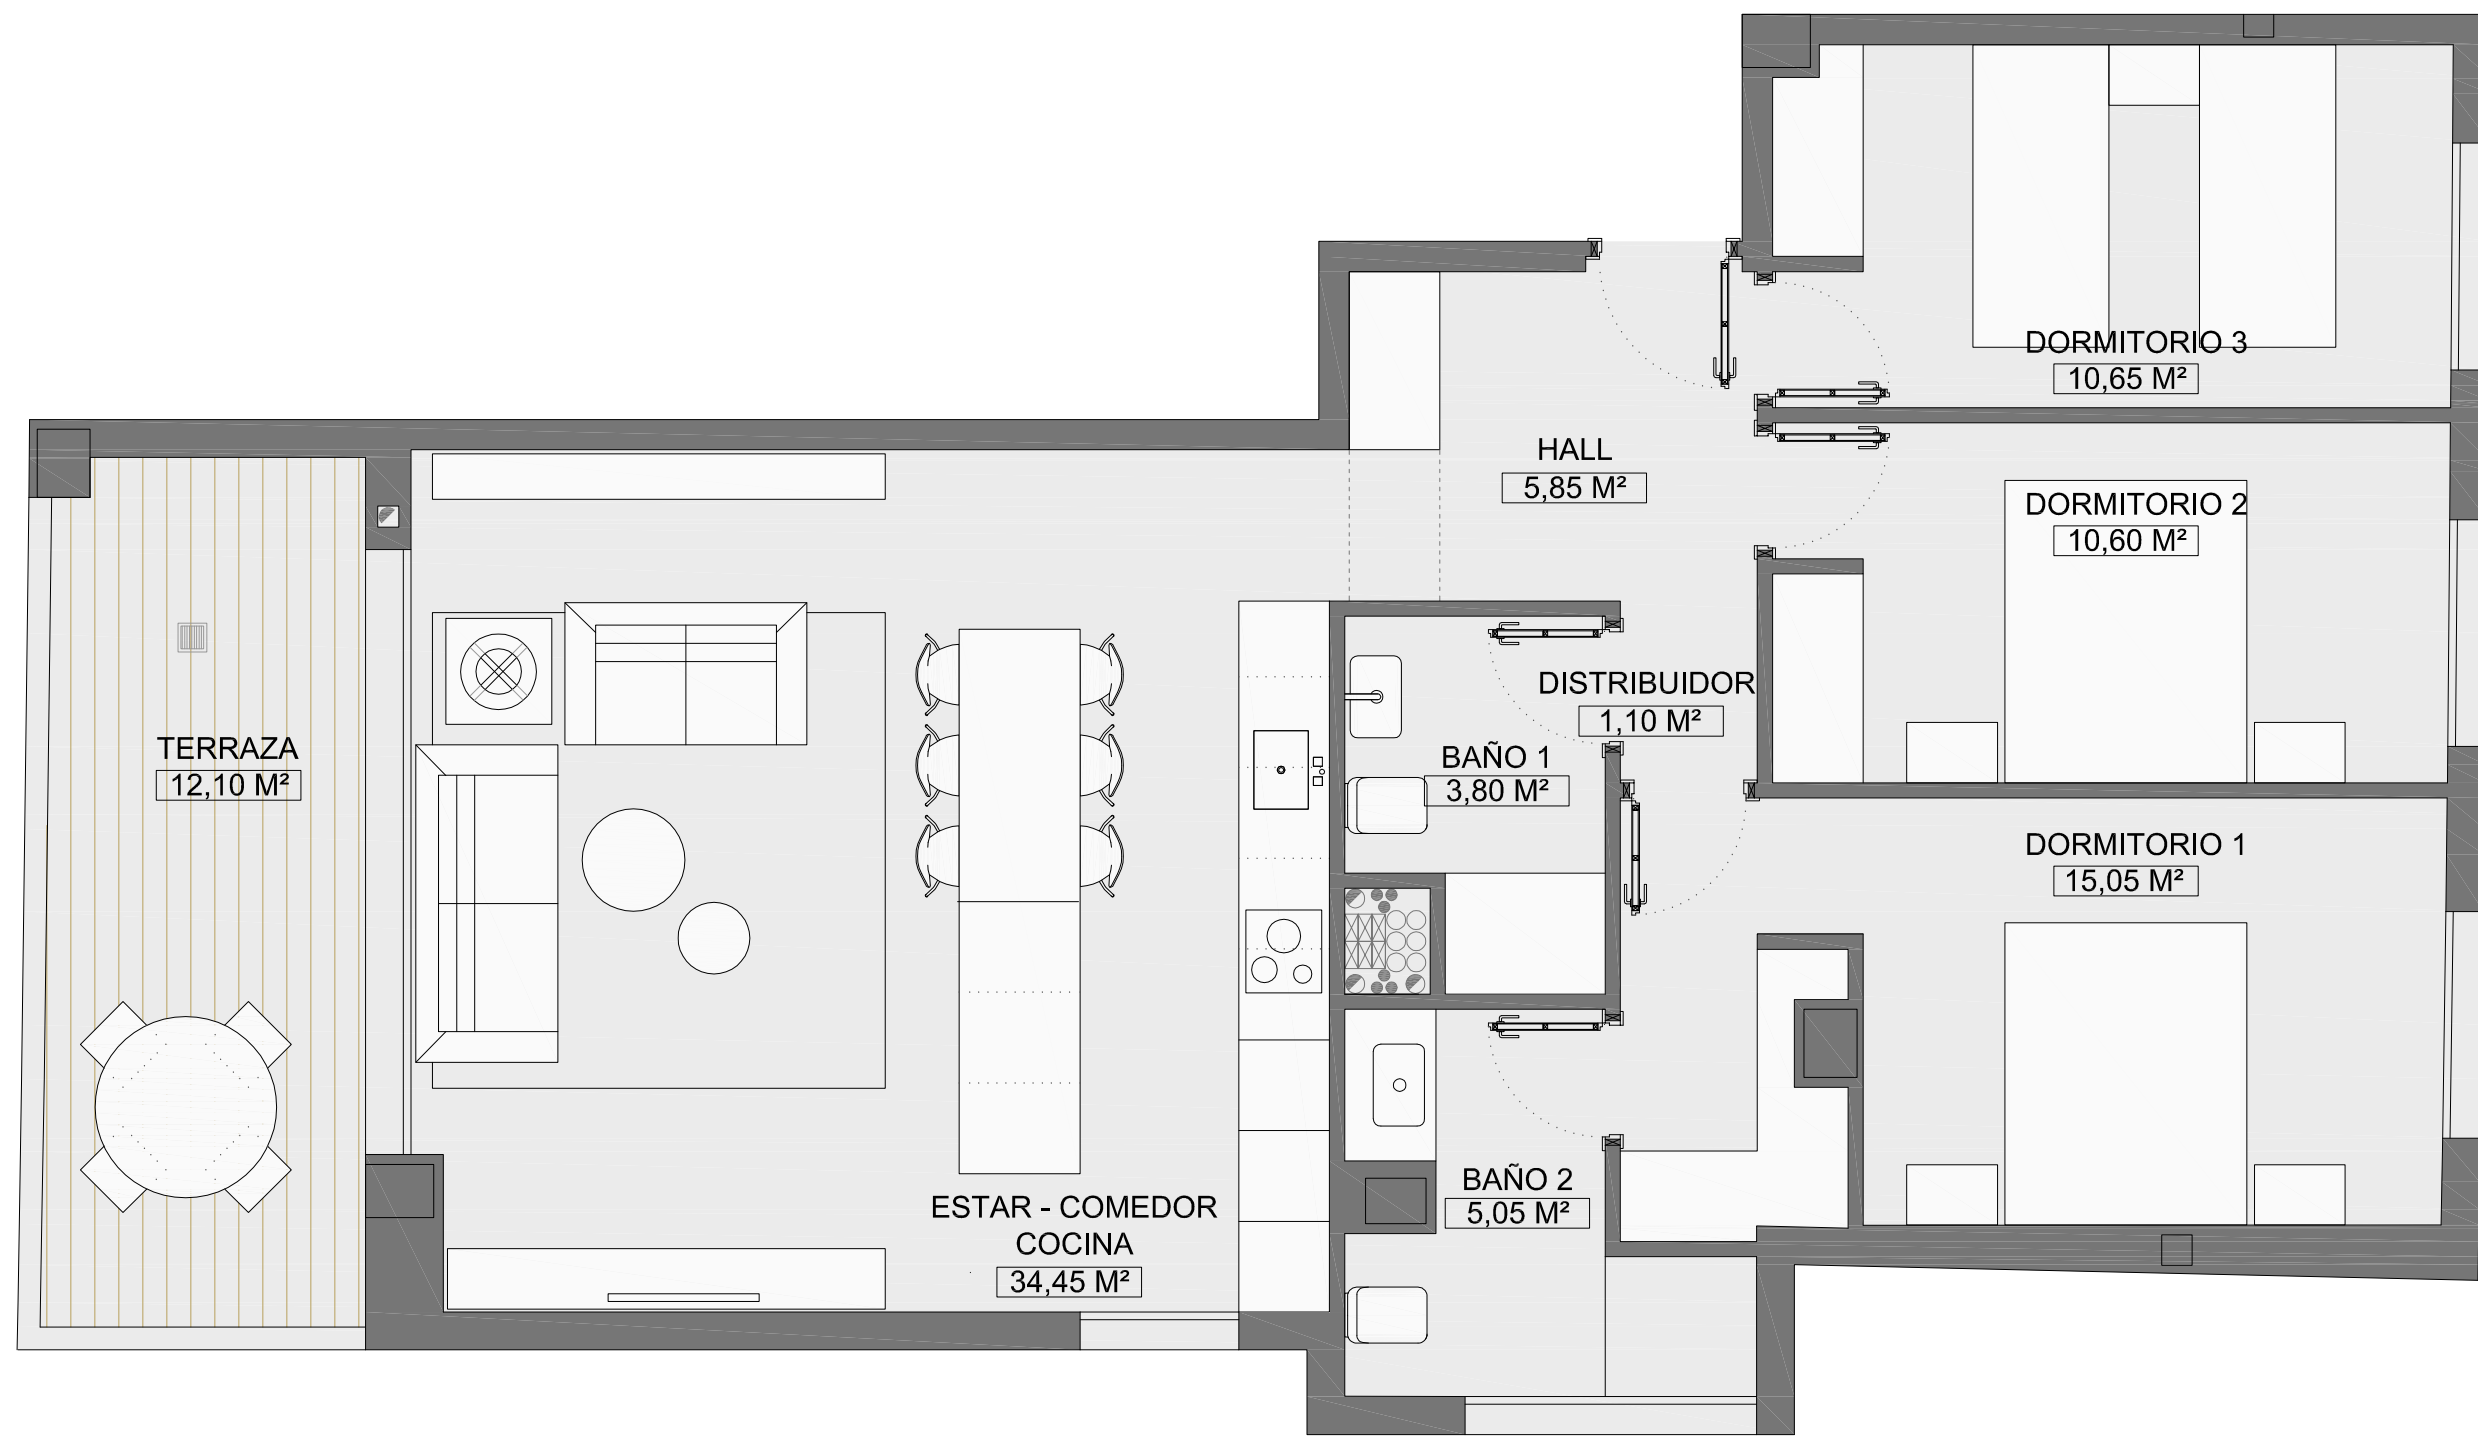 DORMITORIO 3
10,65 M²
HALL
5,85 M²
DORMITORIO 2
10,60 M²
DISTRIBUIDOR
1,10 M²
TERRAZA
12,10 M²
BAÑO 1
3,80 M²
DORMITORIO 1
15,05 M²
BAÑO 2
5,05 M²
ESTAR - COMEDOR
COCINA
34,45 M²